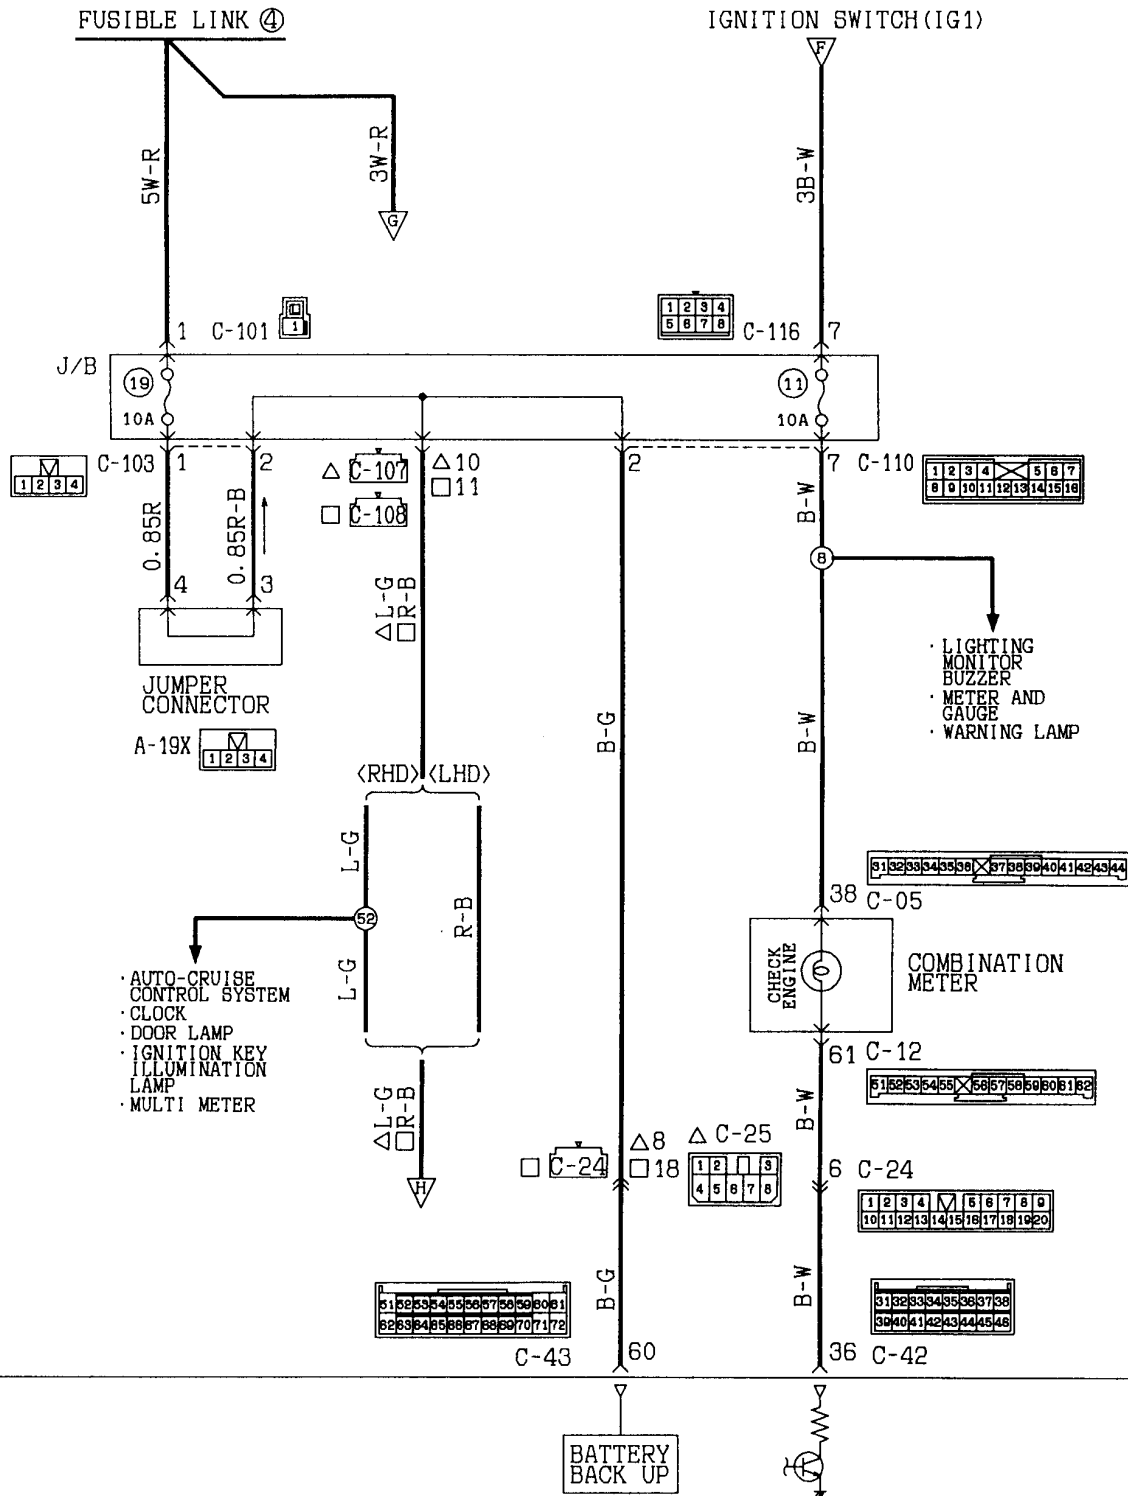 FUSIBLE LINK ④
IGNITION SWITCH(IG1)
F
5W-R
3W-R
3B-W
G
1
C-101
1
1 2 3 4
5 6 7 8
C-116
7
J/B
19
10A
11
10A
C-103
1
2
1 2 3 4
△ C-107
△10
□ C-108
□11
2
7
C-110
1 2 3 4 5 6 7
8 9 10 11 12 13 14 15 16
0.85R
0.85R-B
B-W
8
4
3
△L-G
□R-B
JUMPER
CONNECTOR
A-19X
1 2 3 4
· LIGHTING
MONITOR
BUZZER
· METER AND
GAUGE
· WARNING LAMP
B-G
B-W
<RHD>
<LHD>
L-G
R-B
52
L-G
31 32 33 34 35 36 37 38 39 40 41 42 43 44
38
C-05
CHECK
ENGINE
COMBINATION
METER
· AUTO-CRUISE
CONTROL SYSTEM
· CLOCK
· DOOR LAMP
· IGNITION KEY
ILLUMINATION
LAMP
· MULTI METER
61
C-12
51 52 53 54 55 56 57 58 59 60 61 62
△L-G
□R-B
B-W
H
□ C-24
△8
□18
△ C-25
1 2 3
4 5 6 7 8
6
C-24
1 2 3 4 5 6 7 8 9
10 11 12 13 14 15 16 17 18 19 20
B-G
B-W
51 52 53 54 55 56 57 58 59 60 61
62 63 64 65 66 67 68 69 70 71 72
C-43
60
31 32 33 34 35 36 37 38
39 40 41 42 43 44 45 46
36
C-42
BATTERY
BACK UP